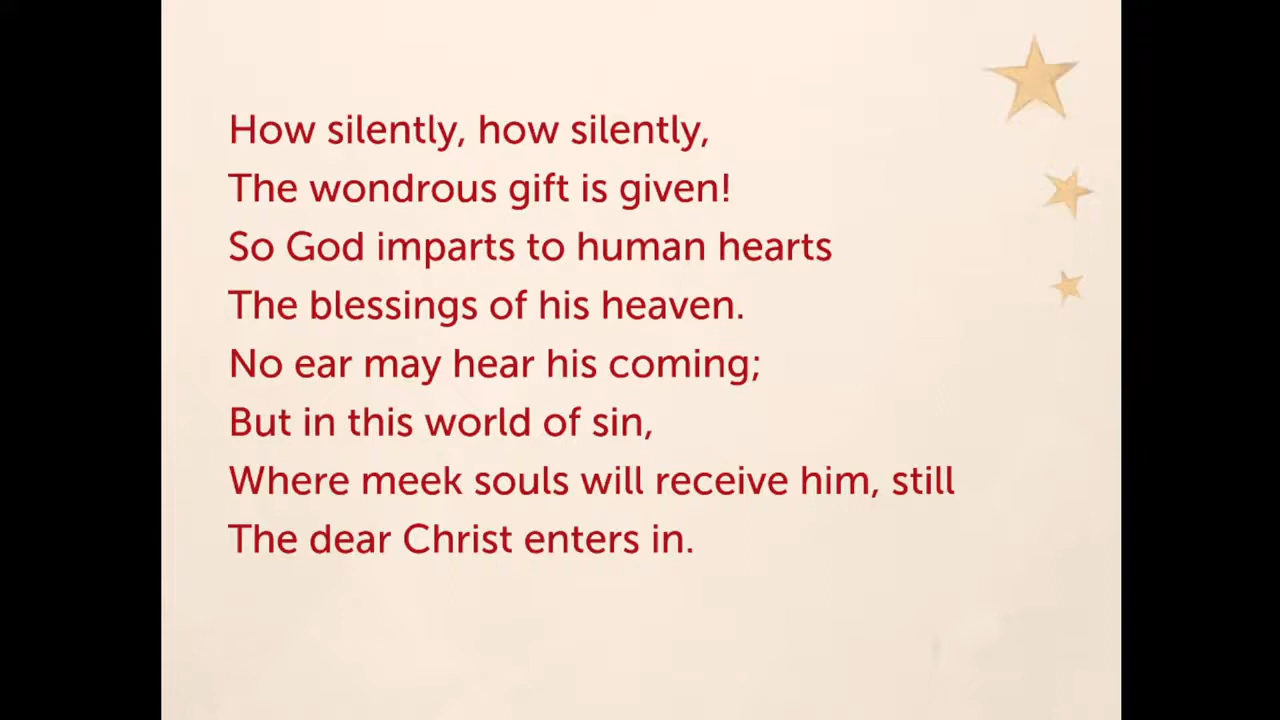 How silently, how silently,
The wondrous gift is given!
So God imparts to human hearts
The blessings of his heaven.
No ear may hear his coming;
But in this world of sin,
Where meek souls will receive him, still
The dear Christ enters in.